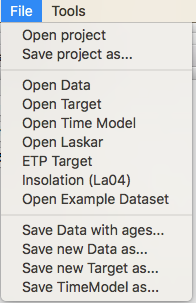 File Tools
Open project
Save project as...
Open Data
Open Target
Open Time Model
Open Laskar
ETP Target
Insolation (La04)
Open Example Dataset
Save Data with ages...
Save new Data as...
Save new Target as...
Save TimeModel as...